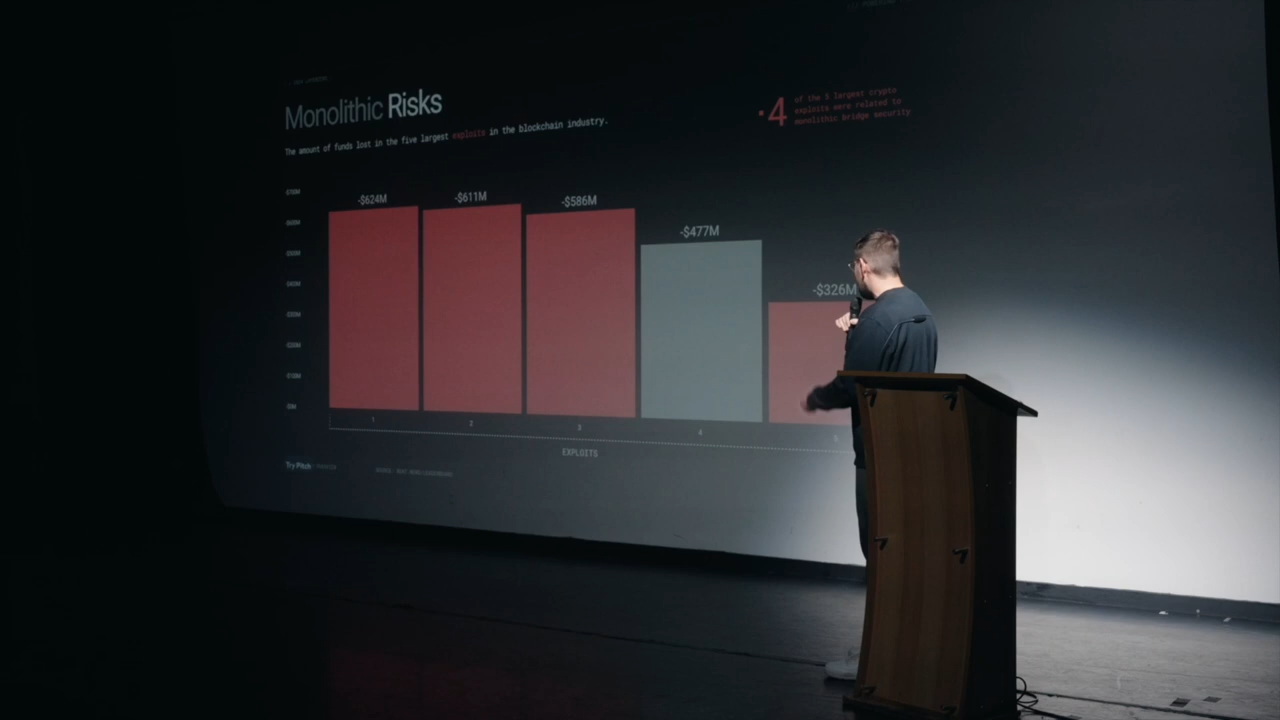 Monolithic Risks
The amount of funds lost in the five largest exploits in the blockchain industry.
4
of the 5 largest crypto
exploits were related to
monolithic bridge security
-$624M
-$611M
-$586M
-$477M
-$326M
1
2
3
4
5
EXPLOITS
Try Pitch